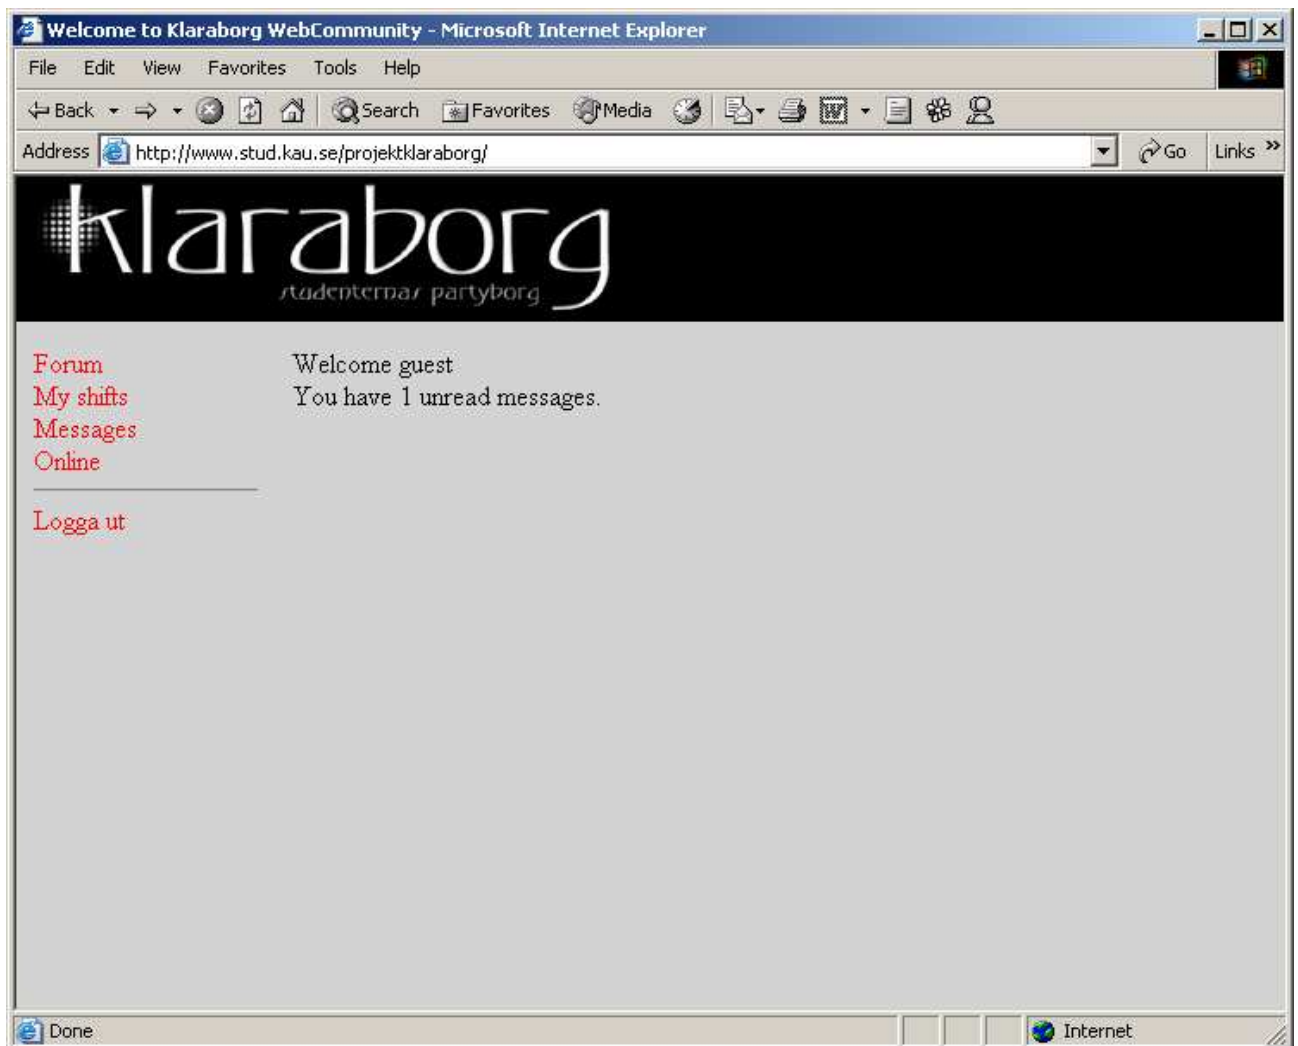 Welcome to Klaraborg WebCommunity - Microsoft Internet Explorer
File Edit View Favorites Tools Help
Back Search Favorites Media
Address http://www.stud.kau.se/projektklaraborg/ Go Links »
klaraborg
studenternas partyborg
Forum
My shifts
Messages
Online
Logga ut
Welcome guest
You have 1 unread messages.
Done Internet